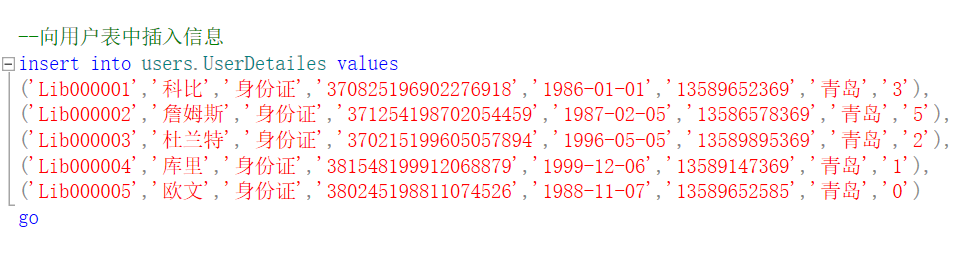 --向用户表中插入信息
insert into users.UserDetailes values
('Lib000001','科比','身份证','370825196902276918','1986-01-01','13589652369','青岛','3'),
('Lib000002','詹姆斯','身份证','371254198702054459','1987-02-05','13586578369','青岛','5'),
('Lib000003','杜兰特','身份证','370215199605057894','1996-05-05','13589895369','青岛','2'),
('Lib000004','库里','身份证','381548199912068879','1999-12-06','13589147369','青岛','1'),
('Lib000005','欧文','身份证','380245198811074526','1988-11-07','13589652585','青岛','0')
go